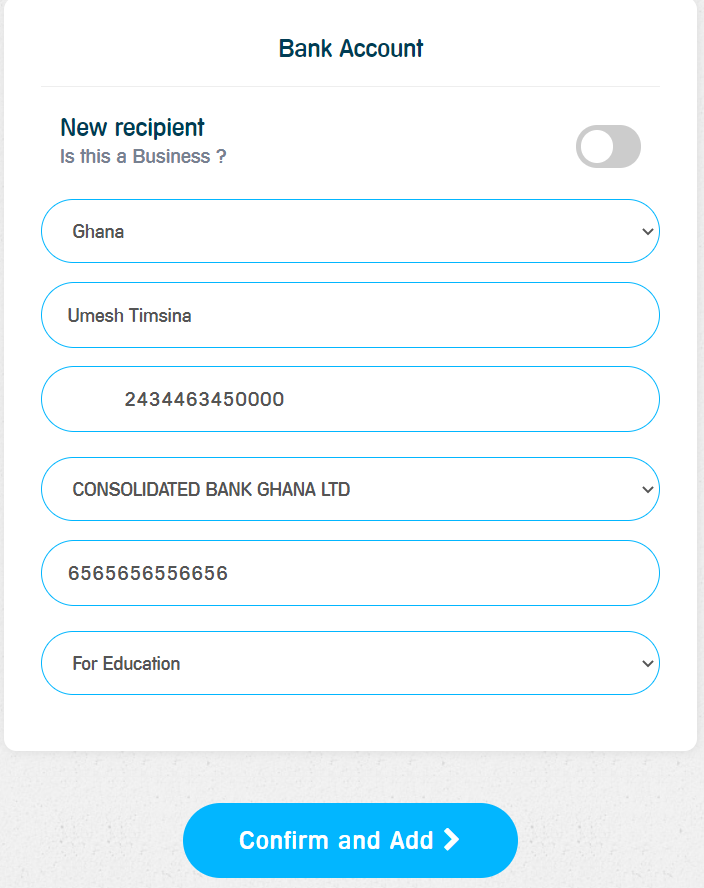 Bank Account
New recipient
Is this a Business ?
Ghana
Umesh Timsina
2434463450000
CONSOLIDATED BANK GHANA LTD
6565656556656
For Education
Confirm and Add